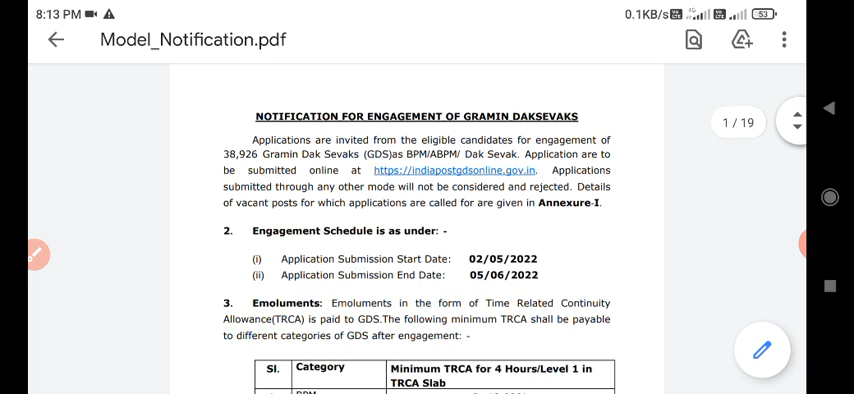 8:13 PM
0.1KB/s 4G 53
Model_Notification.pdf
1 / 19
NOTIFICATION FOR ENGAGEMENT OF GRAMIN DAKSEVAKS
Applications are invited from the eligible candidates for engagement of
38,926 Gramin Dak Sevaks (GDS)as BPM/ABPM/ Dak Sevak. Application are to
be submitted online at https://indiapostgdsonline.gov.in. Applications
submitted through any other mode will not be considered and rejected. Details
of vacant posts for which applications are called for are given in Annexure-I.
2. Engagement Schedule is as under: -
(i) Application Submission Start Date: 02/05/2022
(ii) Application Submission End Date: 05/06/2022
3. Emoluments: Emoluments in the form of Time Related Continuity
Allowance(TRCA) is paid to GDS.The following minimum TRCA shall be payable
to different categories of GDS after engagement: -
Sl. Category Minimum TRCA for 4 Hours/Level 1 in
TRCA Slab
BPM